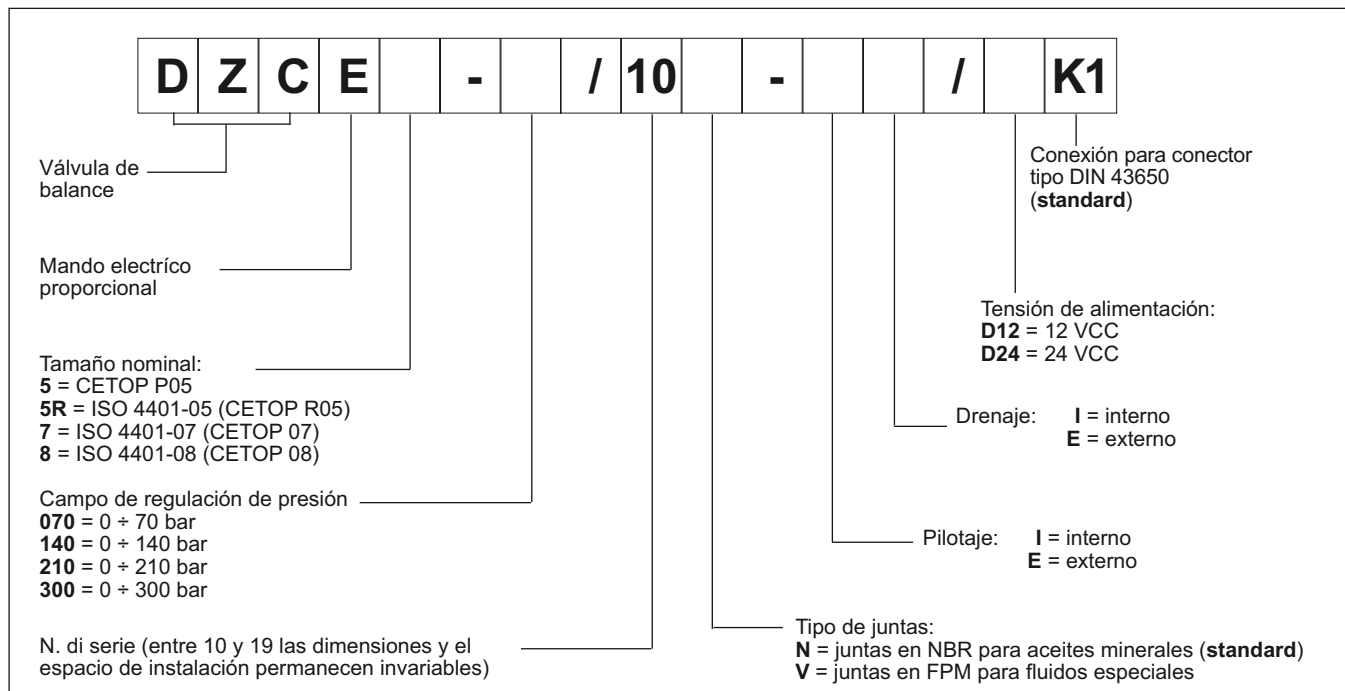 D Z C E - / 10 - / K1
Válvula de
balance
Conexión para conector
tipo DIN 43650
(standard)
Mando electríco
proporcional
Tensión de alimentación:
D12 = 12 VCC
D24 = 24 VCC
Tamaño nominal:
5 = CETOP P05
5R = ISO 4401-05 (CETOP R05)
7 = ISO 4401-07 (CETOP 07)
8 = ISO 4401-08 (CETOP 08)
Drenaje: I = interno
E = externo
Campo de regulación de presión
070 = 0 ÷ 70 bar
140 = 0 ÷ 140 bar
210 = 0 ÷ 210 bar
300 = 0 ÷ 300 bar
Pilotaje: I = interno
E = externo
N. di serie (entre 10 y 19 las dimensiones y el
espacio de instalación permanecen invariables)
Tipo de juntas:
N = juntas en NBR para aceites minerales (standard)
V = juntas en FPM para fluidos especiales